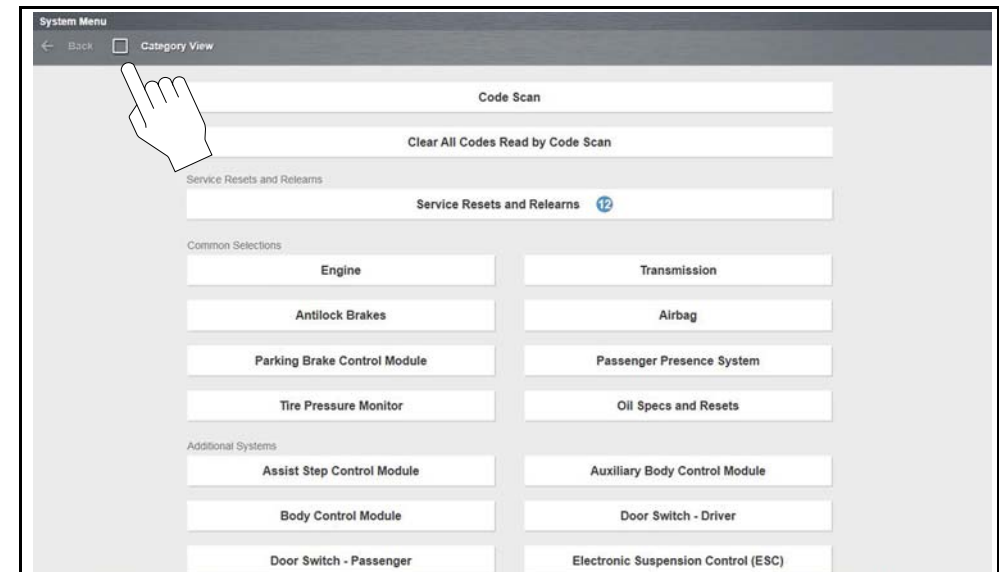 System Menu
Back Category View
Code Scan
Clear All Codes Read by Code Scan
Service Resets and Relearns
Service Resets and Relearns 12
Common Selections
Engine Transmission
Antilock Brakes Airbag
Parking Brake Control Module Passenger Presence System
Tire Pressure Monitor Oil Specs and Resets
Additional Systems
Assist Step Control Module Auxiliary Body Control Module
Body Control Module Door Switch - Driver
Door Switch - Passenger Electronic Suspension Control (ESC)